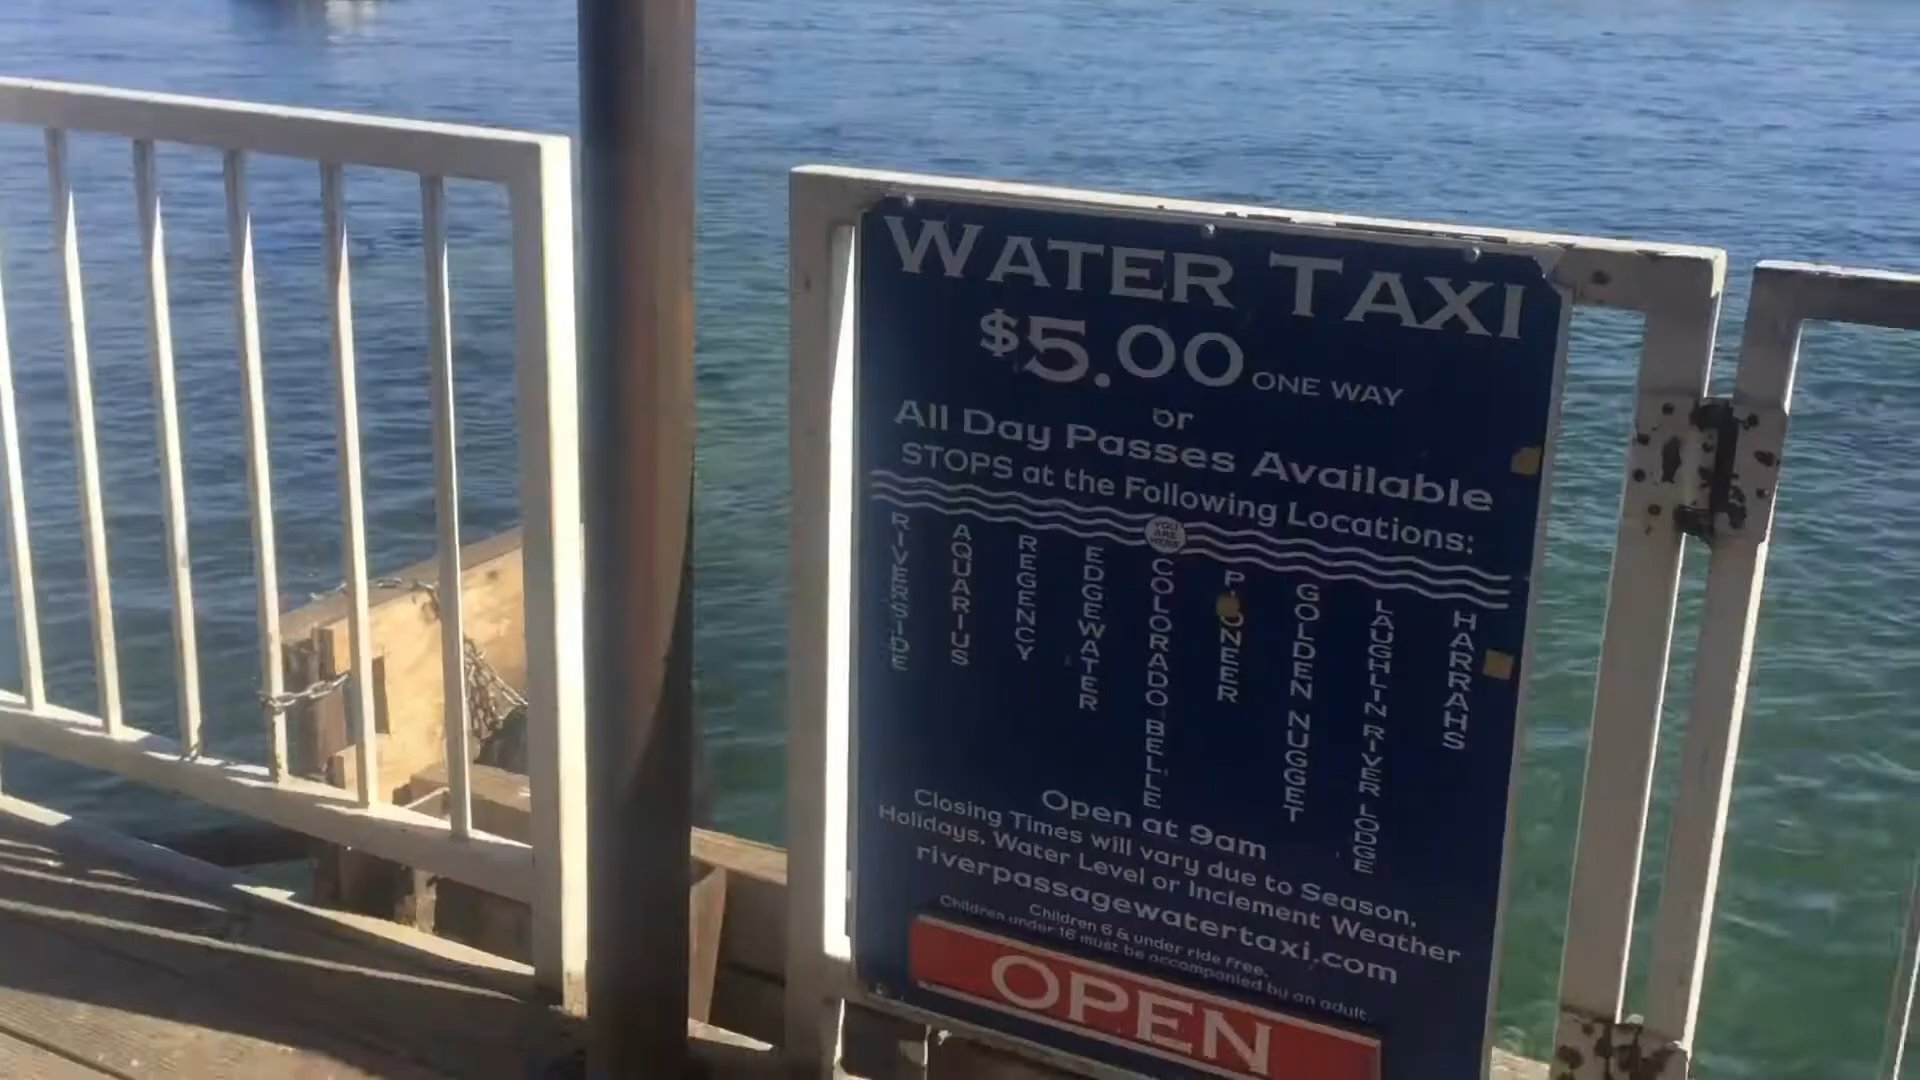 WATER TAXI
$5.00 ONE WAY
or
All Day Passes Available
STOPS at the Following Locations:
YOU
ARE
HERE
RIVERSIDE
AQUARIUS
REGENCY
EDGEWATER
COLORADO BELLE
PIONEER
GOLDEN NUGGET
LAUGHLIN RIVER LODGE
HARRAHS
Open at 9am
Closing Times will vary due to Season,
Holidays, Water Level or Inclement Weather
riverpassagewatertaxi.com
Children 6 & under ride free.
Children under 16 must be accompanied by an adult.
OPEN